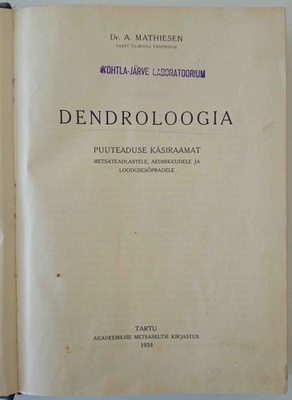 Dr. A. MATHIESEN
TARTU ÜLIKOOLI PROFESSOR
KOHTLA-JÄRVE LABORATOORIUM
DENDROLOOGIA
PUUTEADUSE KÄSIRAAMAT
METSATEADLASTELE, AEDNIKKUDELE JA
LOODUSESÕPRADELE
TARTU
AKADEEMILISE METSASELTSI KIRJASTUS
1934